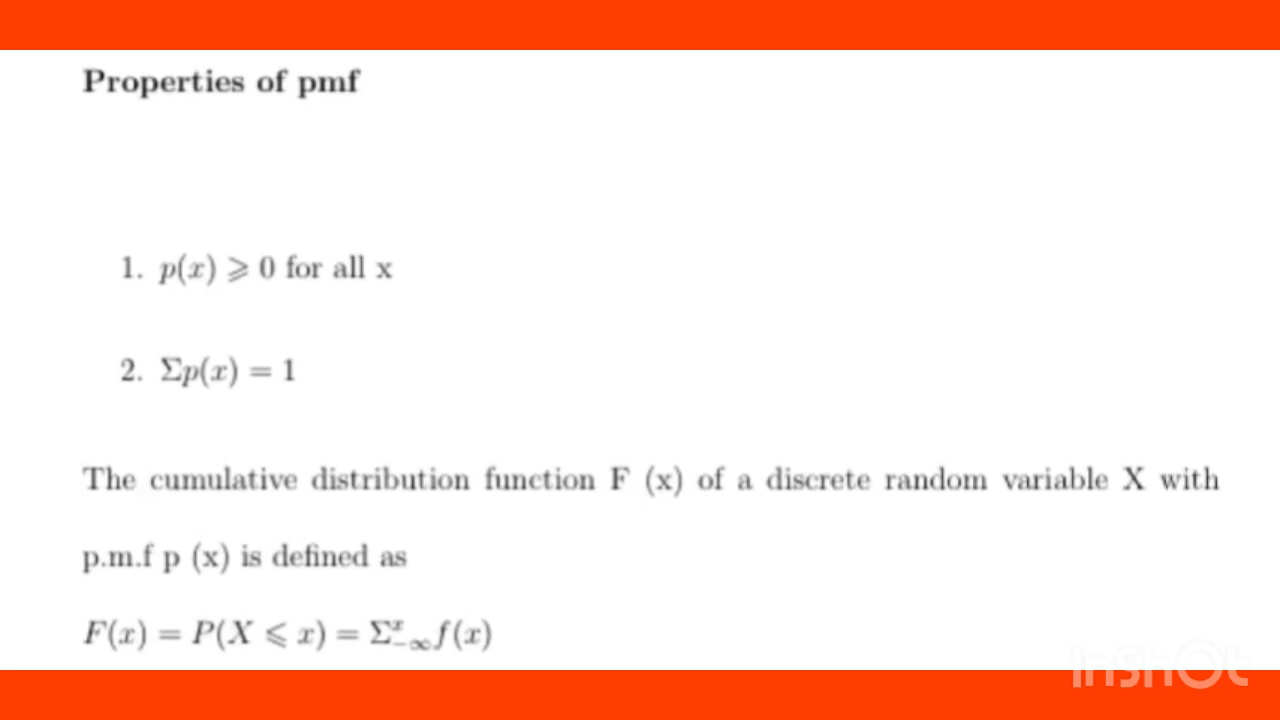 Properties of pmf
1. p(x) ⩾ 0 for all x
2. Σp(x) = 1
The cumulative distribution function F (x) of a discrete random variable X with
p.m.f p (x) is defined as
F(x) = P(X ⩽ x) = Σ^x_{-∞} f(x)
InShOt